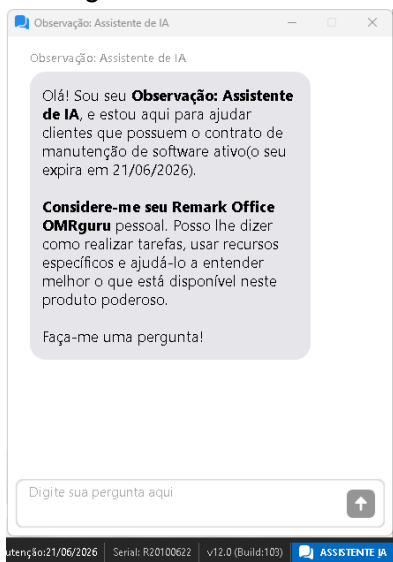 Observação: Assistente de IA
Observação: Assistente de IA
Olá! Sou seu Observação: Assistente
de IA, e estou aqui para ajudar
clientes que possuem o contrato de
manutenção de software ativo(o seu
expira em 21/06/2026).
Considere-me seu Remark Office
OMRguru pessoal. Posso lhe dizer
como realizar tarefas, usar recursos
específicos e ajudá-lo a entender
melhor o que está disponível neste
produto poderoso.
Faça-me uma pergunta!
Digite sua pergunta aqui
utenção:21/06/2026 Serial: R20100622 v12.0 (Build:103) ASSISTENTE IA